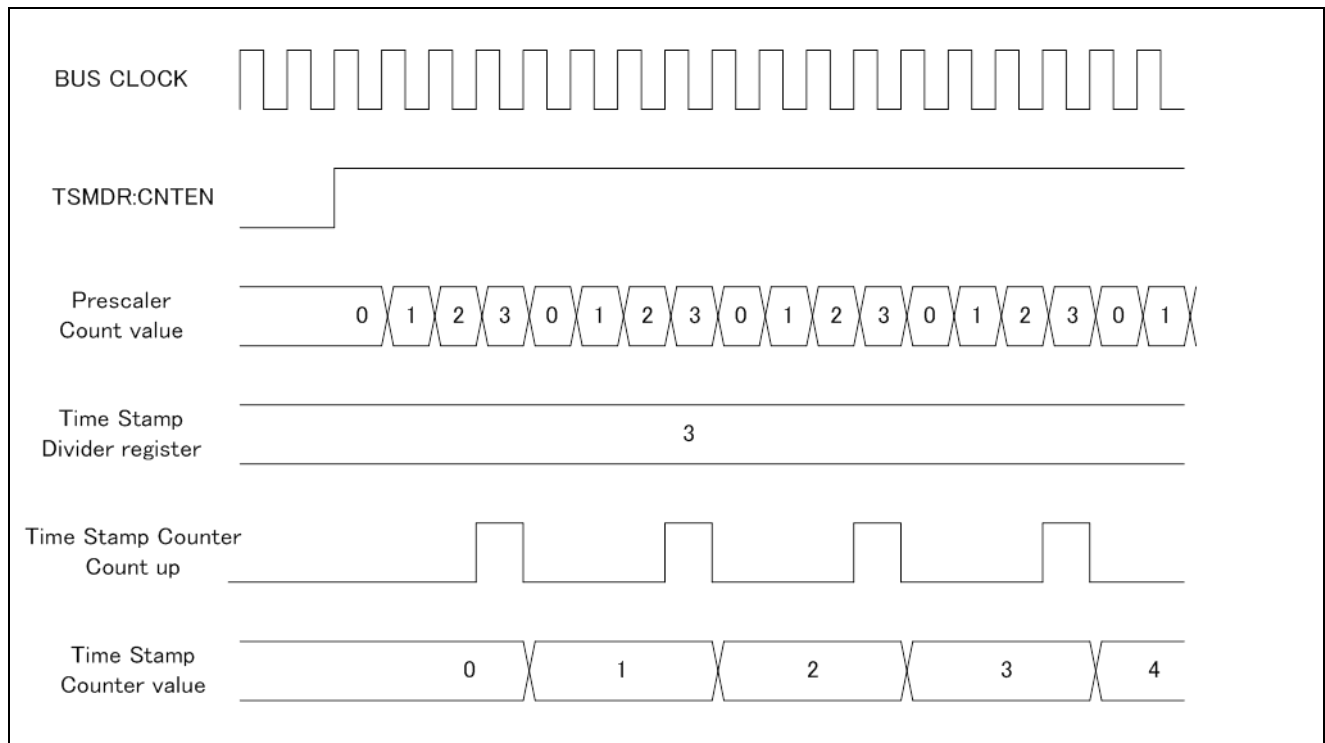 BUS CLOCK
TSMDR:CNTEN
Prescaler
Count value
0 1 2 3 0 1 2 3 0 1 2 3 0 1 2 3 0 1
Time Stamp
Divider register
3
Time Stamp Counter
Count up
Time Stamp
Counter value
0 1 2 3 4